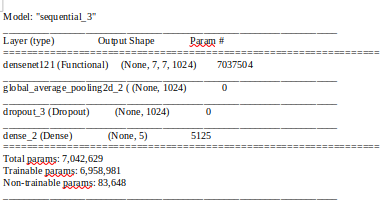 Model: "sequential_3"
Layer (type) Output Shape Param #
densenet121 (Functional) (None, 7, 7, 1024) 7037504
global_average_pooling2d_2 ( (None, 1024) 0
dropout_3 (Dropout) (None, 1024) 0
dense_2 (Dense) (None, 5) 5125
Total params: 7,042,629
Trainable params: 6,958,981
Non-trainable params: 83,648